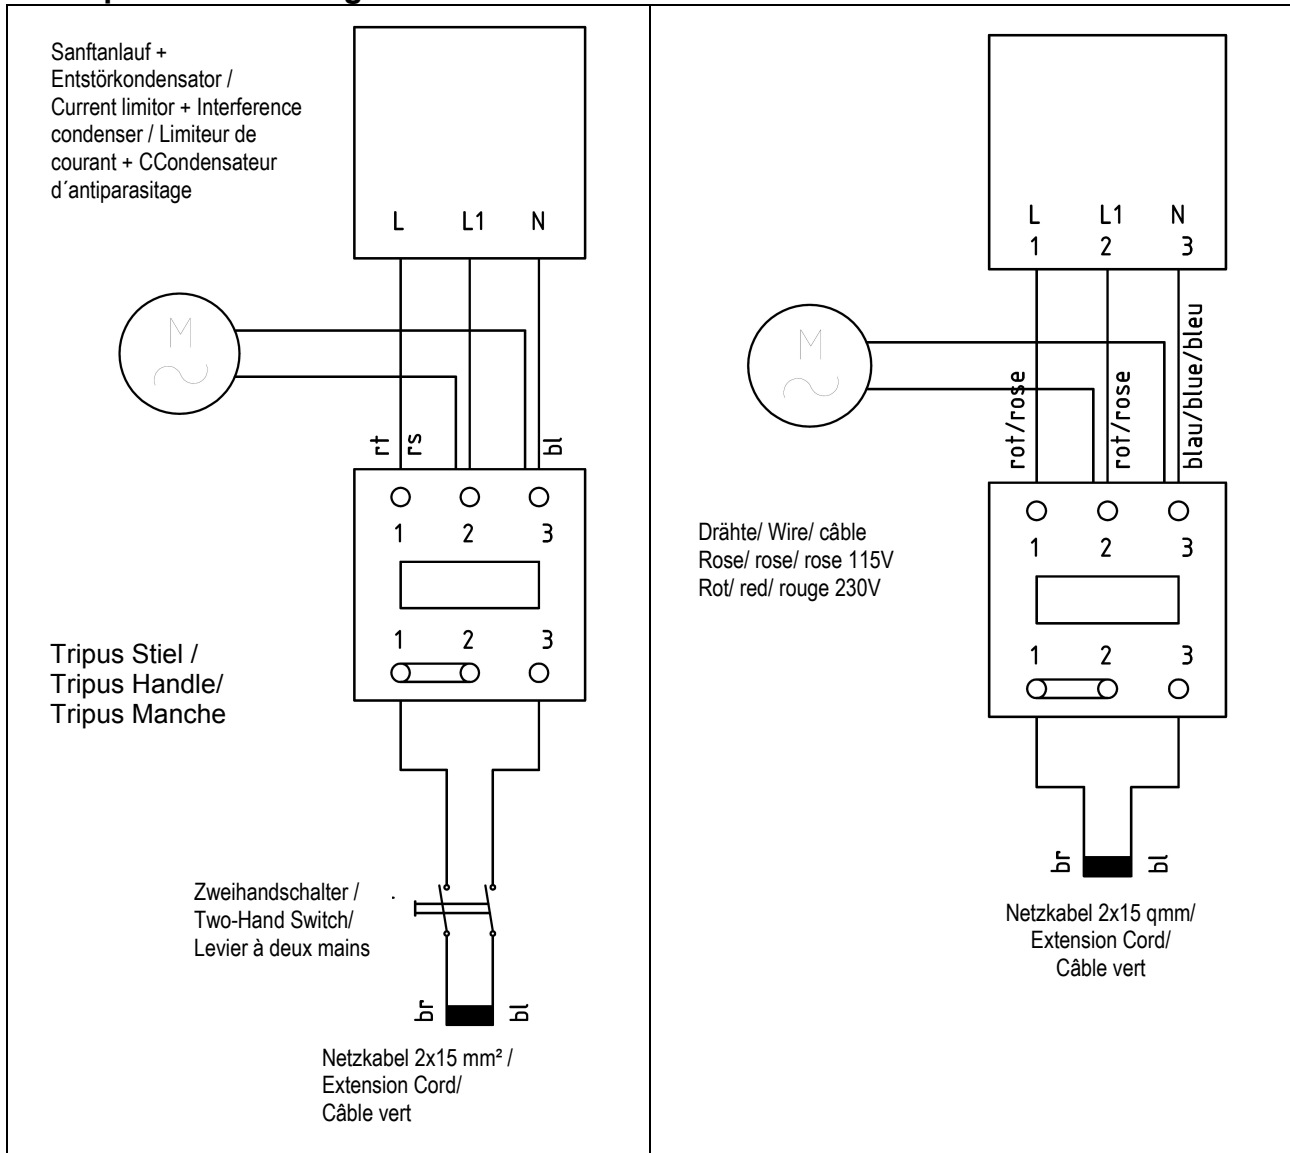 Sanftanlauf +
Entstörkondensator /
Current limitor + Interference
condenser / Limiteur de
courant + CCondensateur
d´antiparasitage
L L1 N
M
rt rs bl
1 2 3
1 2 3
Tripus Stiel /
Tripus Handle/
Tripus Manche
Zweihandschalter /
Two-Hand Switch/
Levier à deux mains
br bl
Netzkabel 2x15 mm² /
Extension Cord/
Câble vert
L L1 N
1 2 3
M
rot/rose rot/rose blau/blue/bleu
Drähte/ Wire/ câble
Rose/ rose/ rose 115V
Rot/ red/ rouge 230V
1 2 3
1 2 3
br bl
Netzkabel 2x15 qmm/
Extension Cord/
Câble vert